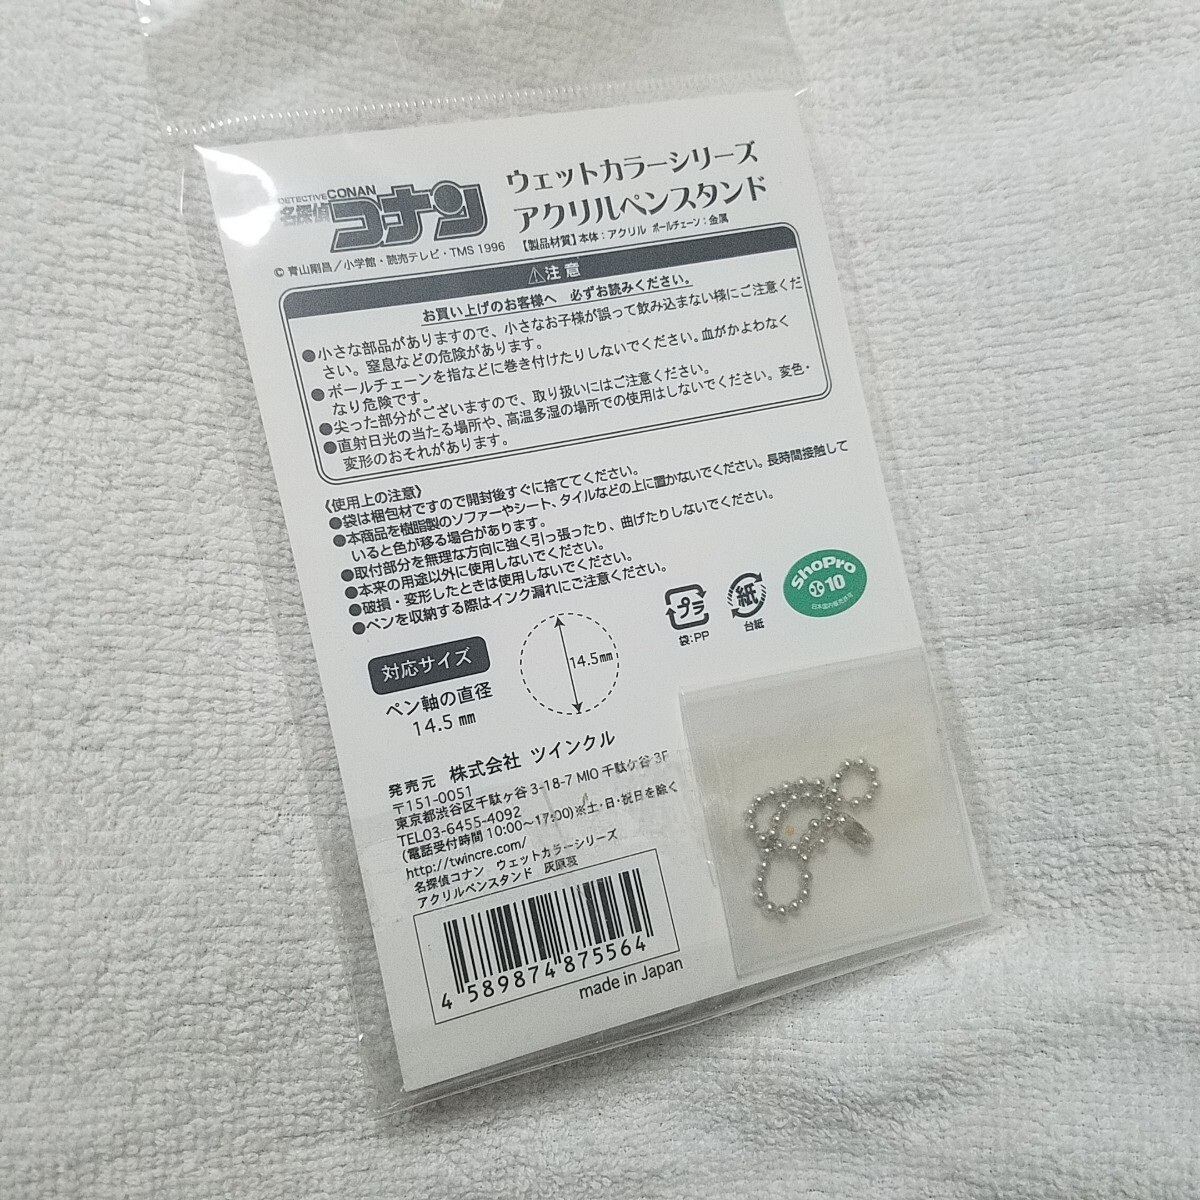 DETECTIVE CONAN
名探偵コナン
ウェットカラーシリーズ
アクリルペンスタンド
【製品材質】本体：アクリル ボールチェーン：金属
© 青山剛昌／小学館・読売テレビ・TMS 1996
⚠注意
お買い上げのお客様へ 必ずお読みください。
●小さな部品がありますので、小さなお子様が誤って飲み込まない様にご注意くだ
さい。窒息などの危険があります。
●ボールチェーンを指などに巻き付けたりしないでください。血がかよわなく
なり危険です。
●尖った部分がございますので、取り扱いにはご注意ください。
●直射日光の当たる場所や、高温多湿の場所での使用はしないでください。変色・
変形のおそれがあります。
《使用上の注意》
●袋は梱包材ですので開封後すぐに捨ててください。
●本商品を樹脂製のソファーやシート、タイルなどの上に置かないでください。長時間接触して
いると色が移る場合があります。
●取付部分を無理な方向に強く引っ張ったり、曲げたりしないでください。
●本来の用途以外に使用しないでください。
●破損・変形したときは使用しないでください。
●ペンを収納する際はインク漏れにご注意ください。
プラ
袋:PP
紙
台紙
ShoPro
10
日本国内販売許可
対応サイズ
ペン軸の直径
14.5㎜
14.5㎜
発売元 株式会社 ツインクル
〒151-0051
東京都渋谷区千駄ケ谷 3-18-7 MIO 千駄ケ谷 3F
TEL03-6455-4092
(電話受付時間 10:00〜17:00)※土・日・祝日を除く
http://twincre.com/
名探偵コナン ウェットカラーシリーズ
アクリルペンスタンド 灰原哀
4 589874 875564
made in Japan